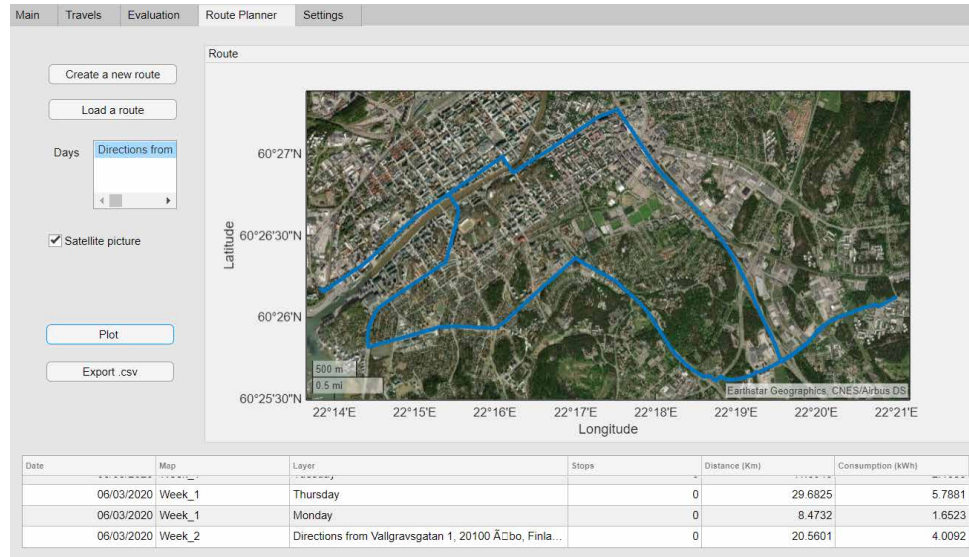 Main Travels Evaluation Route Planner Settings
Route
Create a new route
Load a route
Days
Directions from
Satellite picture
Plot
Export .csv
Latitude
60°27'N
60°26'30"N
60°26'N
60°25'30"N
500 m
0.5 mi
Earthstar Geographics, CNES/Airbus DS
22°14'E 22°15'E 22°16'E 22°17'E 22°18'E 22°19'E 22°20'E 22°21'E
Longitude
Date Map Layer Stops Distance (Km) Consumption (kWh)
06/03/2020 Week_1 Thursday 0 29.6825 5.7881
06/03/2020 Week_1 Monday 0 8.4732 1.6523
06/03/2020 Week_2 Directions from Vallgravsgatan 1, 20100 Ã□bo, Finla... 0 20.5601 4.0092